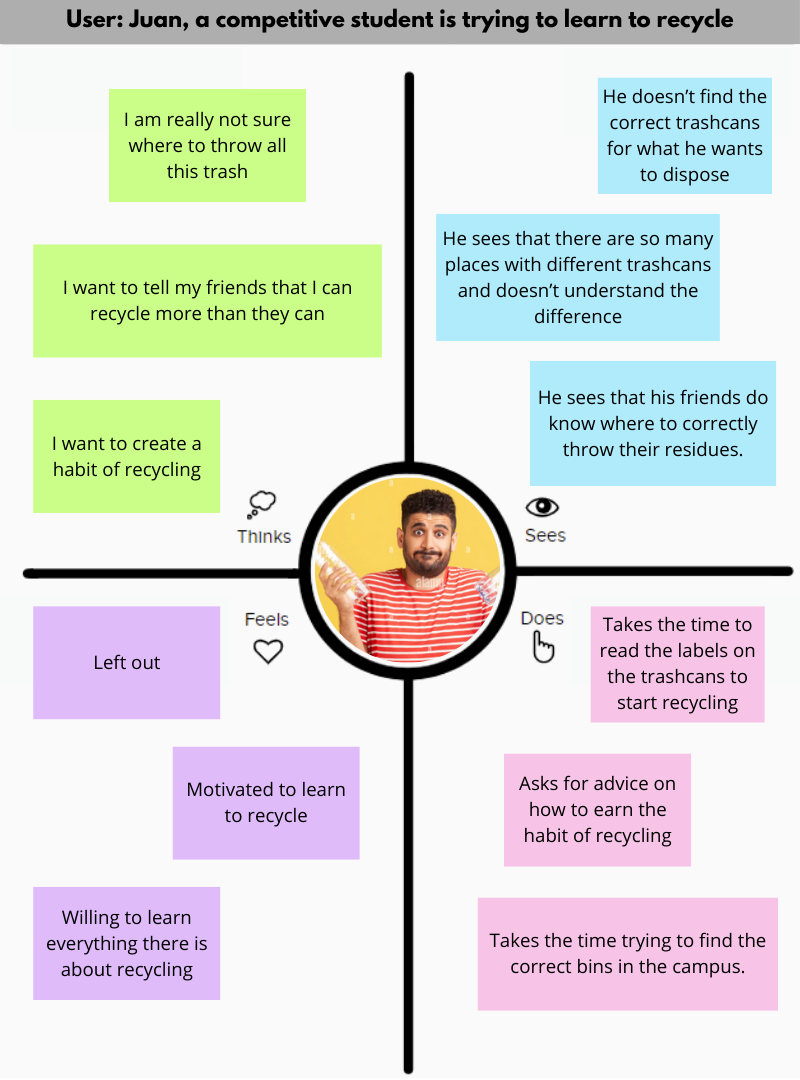 User: Juan, a competitive student is trying to learn to recycle
I am really not sure
where to throw all
this trash
I want to tell my friends that I can
recycle more than they can
I want to create a
habit of recycling
Thinks
He doesn’t find the
correct trashcans
for what he wants
to dispose
He sees that there are so many
places with different trashcans
and doesn’t understand the
difference
He sees that his friends do
know where to correctly
throw their residues.
Sees
Feels
Left out
Motivated to learn
to recycle
Willing to learn
everything there is
about recycling
Does
Takes the time to
read the labels on
the trashcans to
start recycling
Asks for advice on
how to earn the
habit of recycling
Takes the time trying to find the
correct bins in the campus.